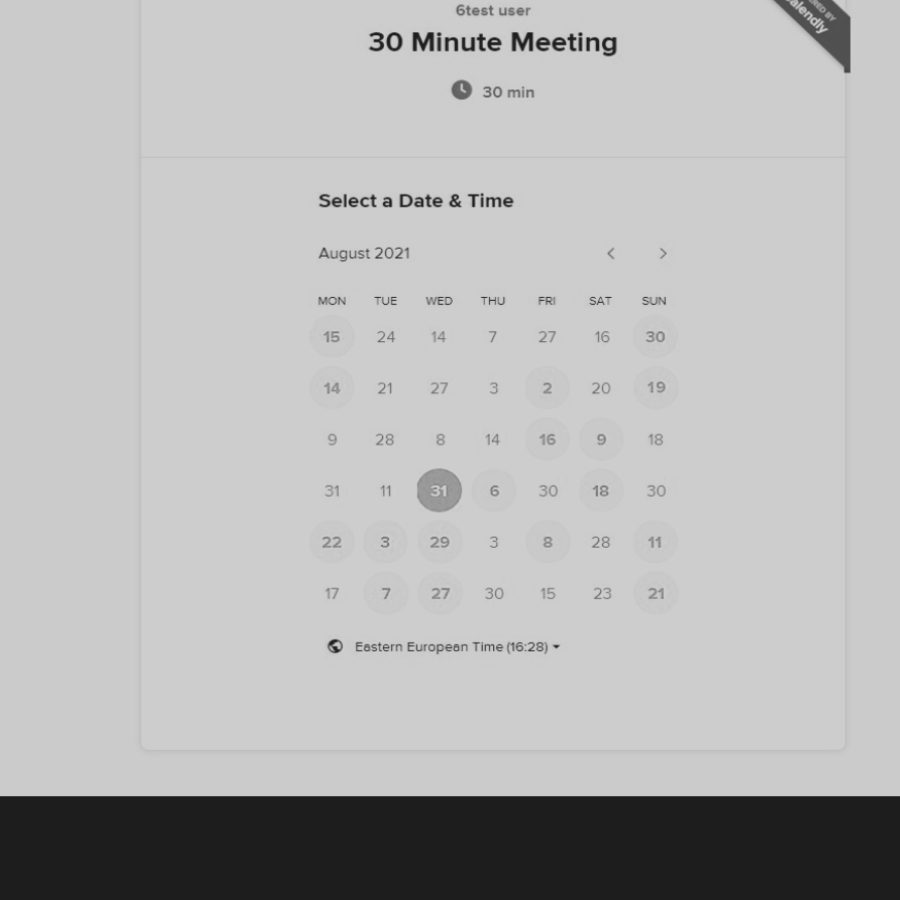 6test user
30 Minute Meeting
30 min
Select a Date & Time
August 2021
MON TUE WED THU FRI SAT SUN
15 24 14 7 27 16 30
14 21 27 3 2 20 19
9 28 8 14 16 9 18
31 11 31 6 30 18 30
22 3 29 3 8 28 11
17 7 27 30 15 23 21
Eastern European Time (16:28)